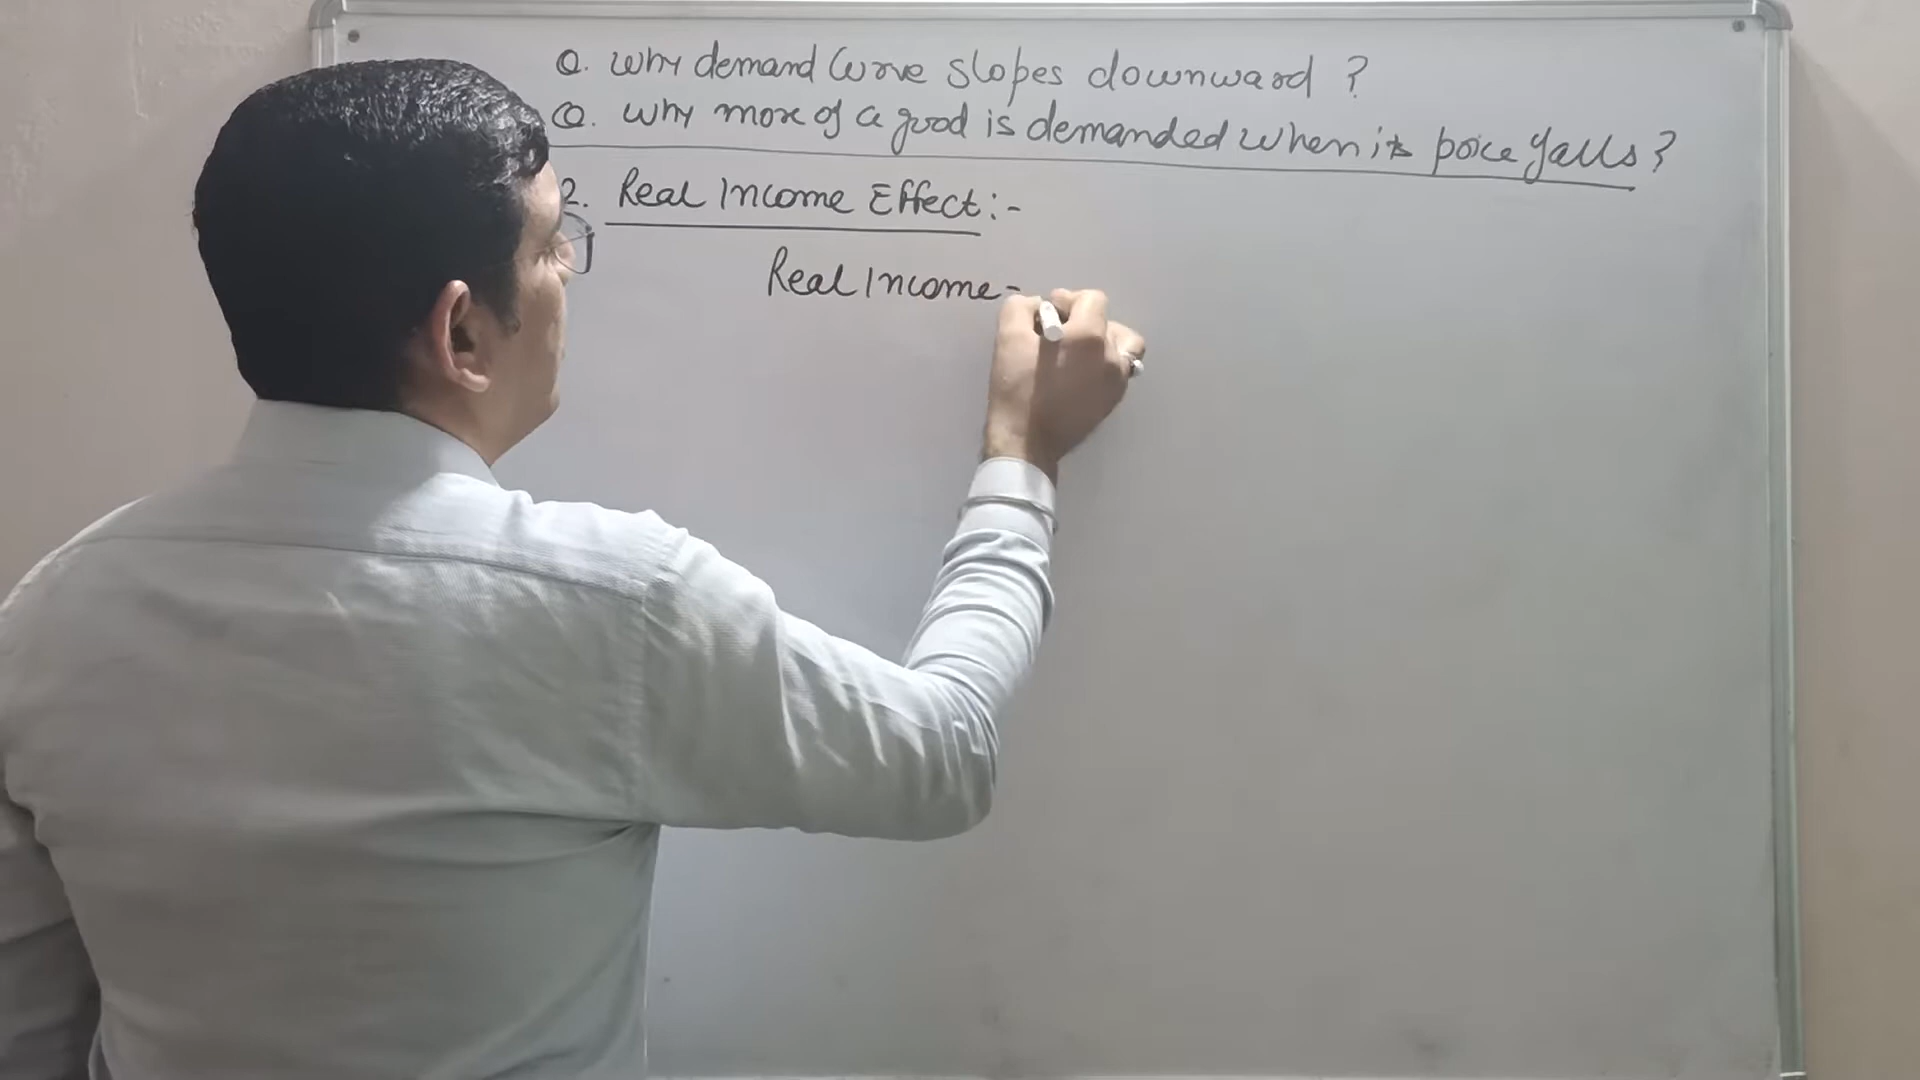 Q. Why demand Curve slopes downward ?
Q. Why more of a good is demanded when its price falls ?
2. Real Income Effect :-
Real Income =